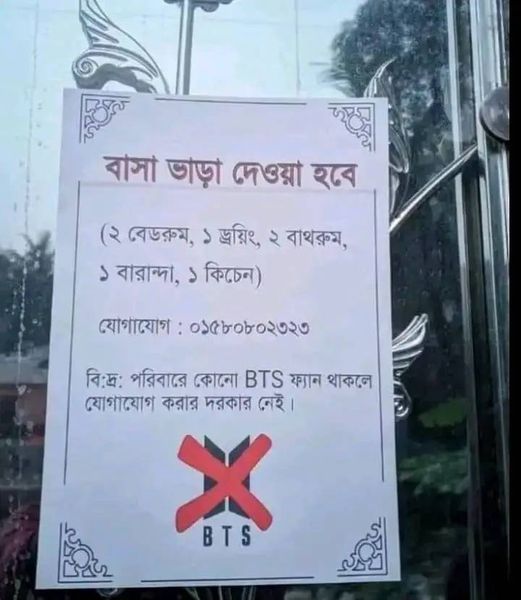 বাসা ভাড়া দেওয়া হবে
(২ বেডরুম, ১ ড্রয়িং, ২ বাথরুম,
১ বারান্দা, ১ কিচেন)
যোগাযোগ : ০১৫৮০৮০২৩২৩
বি:দ্র: পরিবারে কোনো BTS ফ্যান থাকলে
যোগাযোগ করার দরকার নেই।
BTS